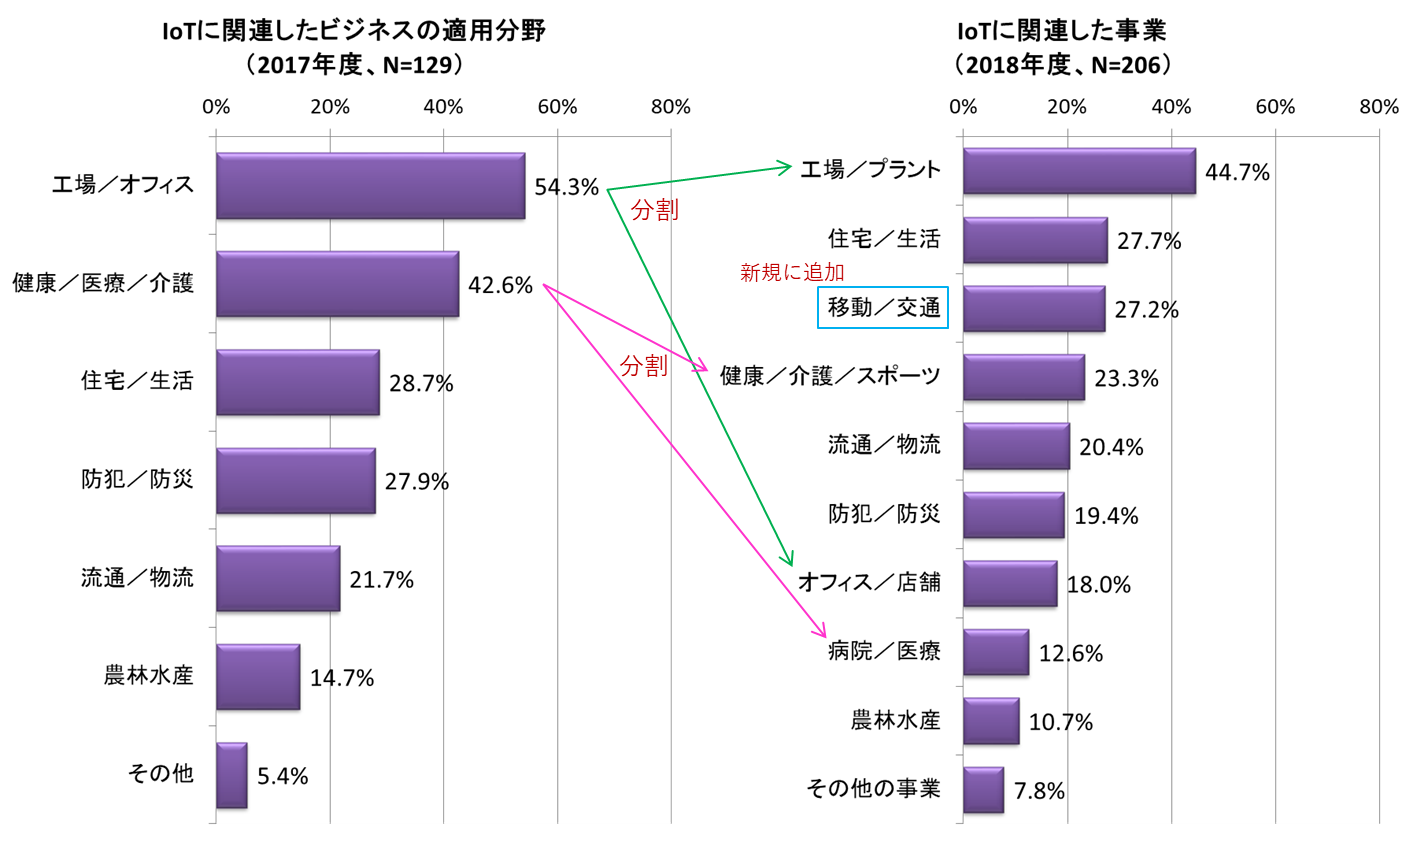 IoTに関連したビジネスの適用分野
（2017年度、N=129）
0% 20% 40% 60% 80%
工場／オフィス 54.3%
健康／医療／介護 42.6%
住宅／生活 28.7%
防犯／防災 27.9%
流通／物流 21.7%
農林水産 14.7%
その他 5.4%
分割
分割
新規に追加
IoTに関連した事業
（2018年度、N=206）
0% 20% 40% 60% 80%
工場／プラント 44.7%
住宅／生活 27.7%
移動／交通 27.2%
健康／介護／スポーツ 23.3%
流通／物流 20.4%
防犯／防災 19.4%
オフィス／店舗 18.0%
病院／医療 12.6%
農林水産 10.7%
その他の事業 7.8%